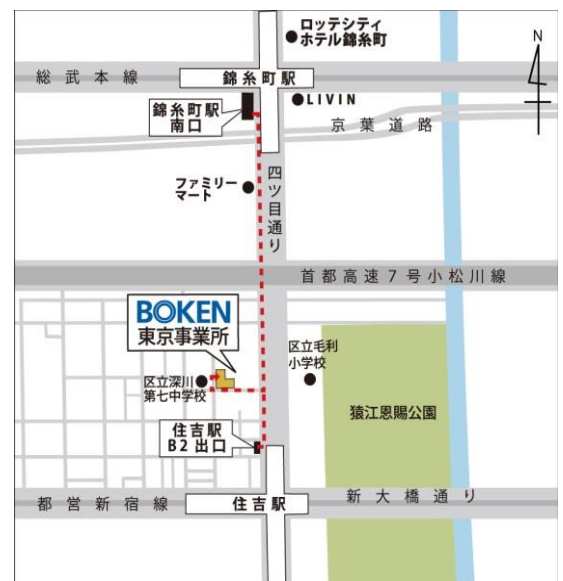 ロッテシティ
ホテル錦糸町
N
総武本線
錦糸町駅
錦糸町駅
南口
LIVIN
京葉道路
ファミリー
マート
四ツ目通り
首都高速7号小松川線
BOKEN
東京事業所
区立毛利
小学校
区立深川
第七中学校
猿江恩賜公園
住吉駅
B2出口
都営新宿線
住吉駅
新大橋通り